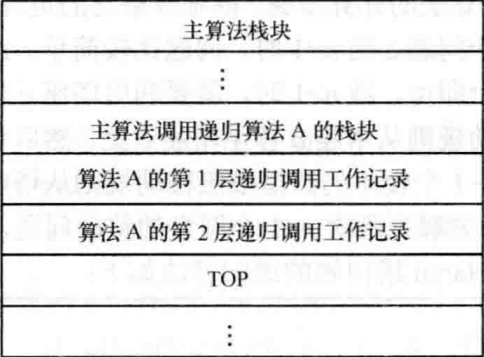 主算法栈块
⋮
主算法调用递归算法 A 的栈块
算法 A 的第 1 层递归调用工作记录
算法 A 的第 2 层递归调用工作记录
TOP
⋮